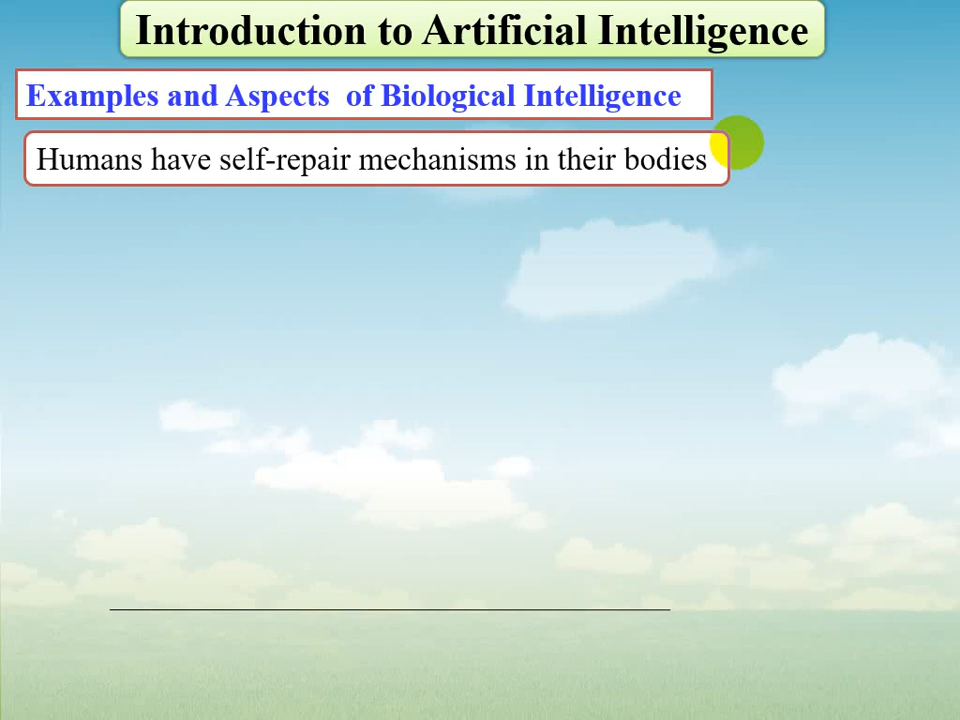 Introduction to Artificial Intelligence
Examples and Aspects  of Biological Intelligence
Humans have self-repair mechanisms in their bodies